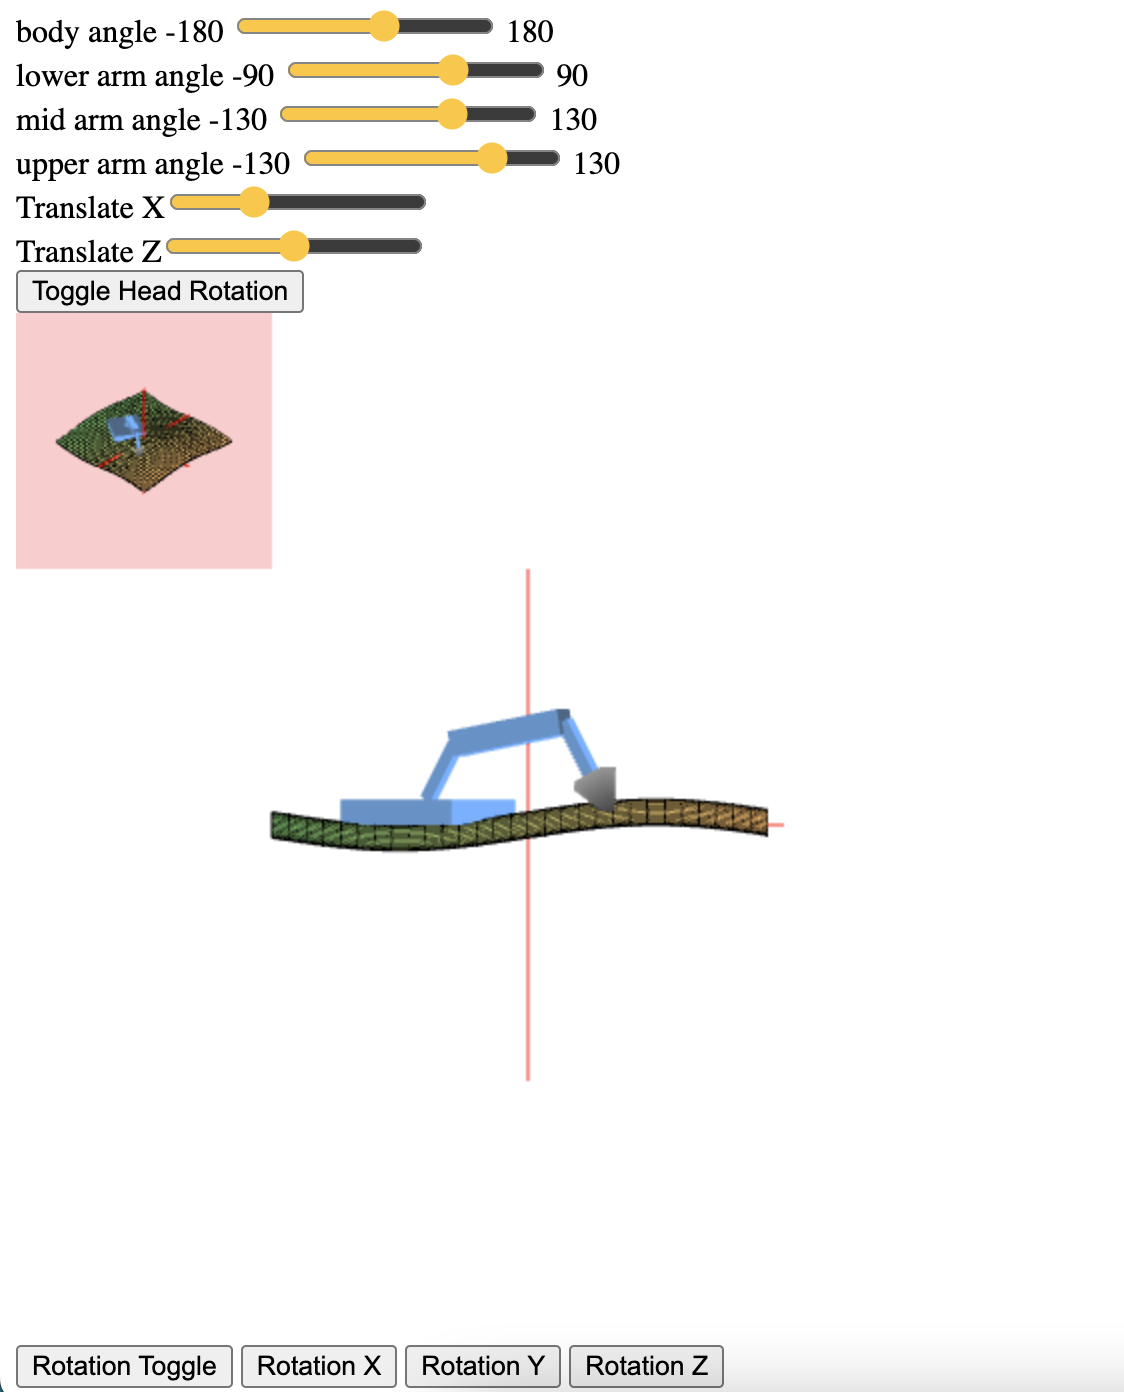 body angle -180 180
lower arm angle -90 90
mid arm angle -130 130
upper arm angle -130 130
Translate X
Translate Z
Toggle Head Rotation
Rotation Toggle Rotation X Rotation Y Rotation Z